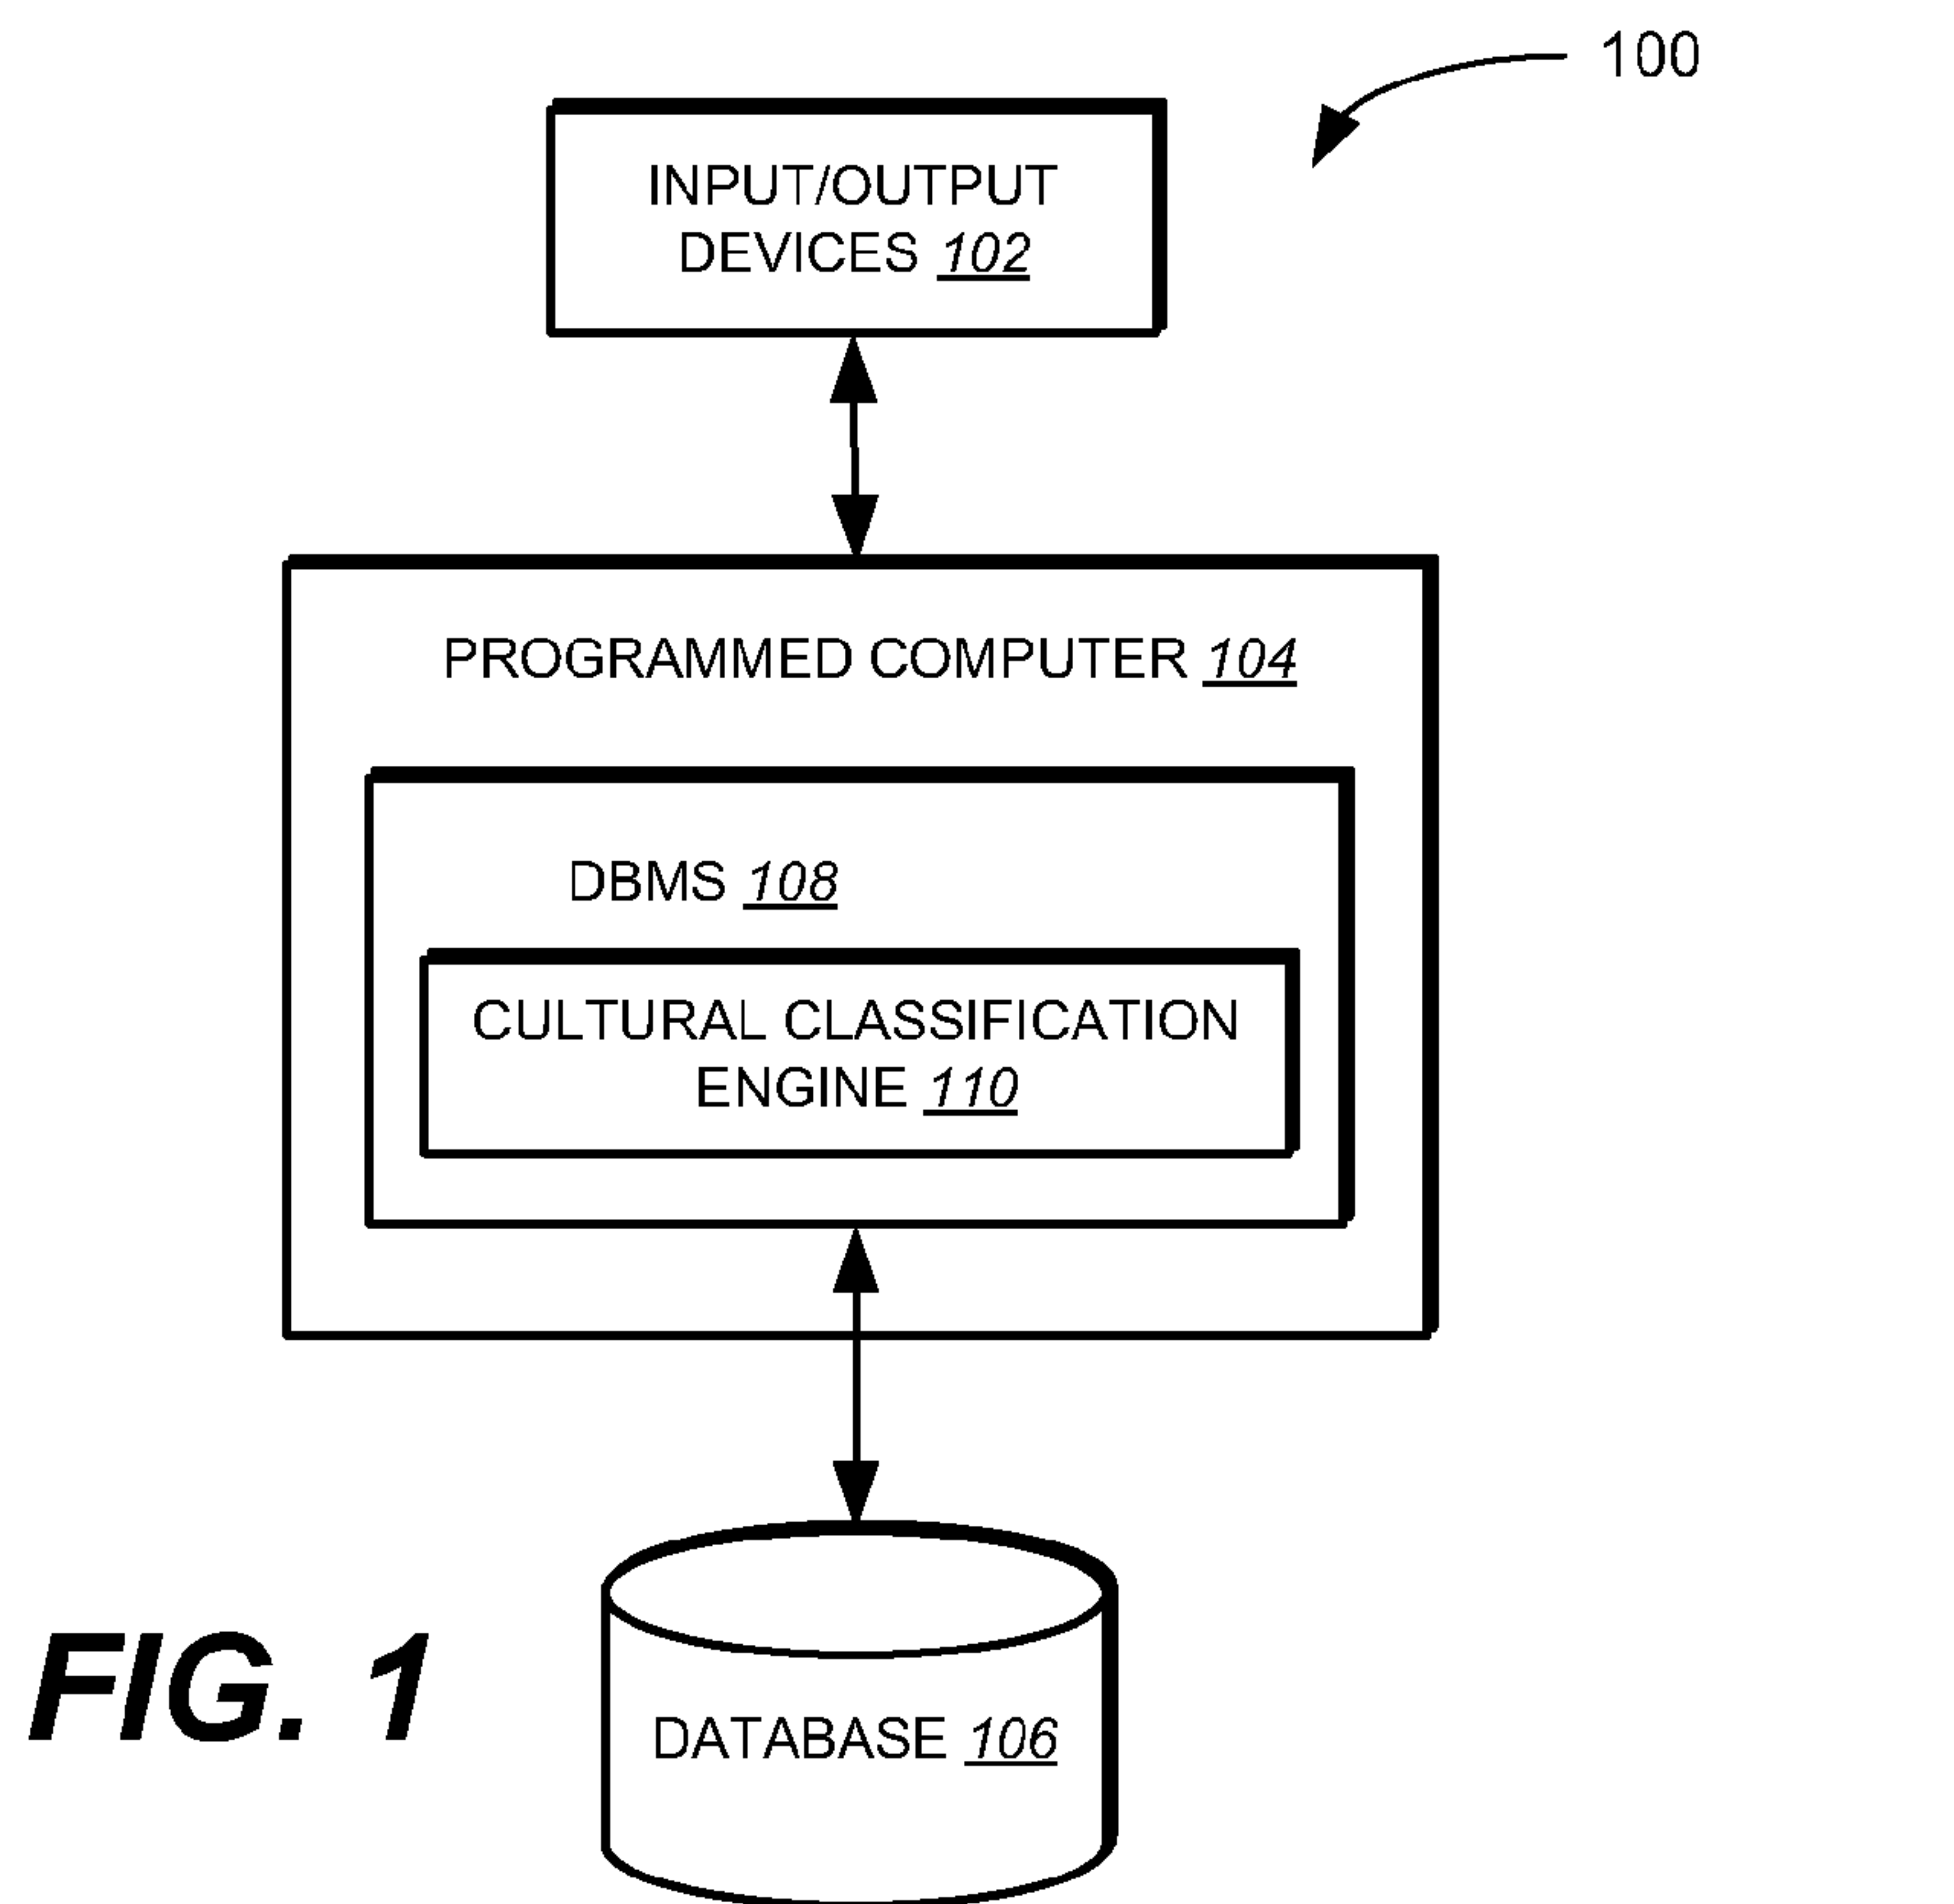 100
INPUT/OUTPUT
DEVICES 102
PROGRAMMED COMPUTER 104
DBMS 108
CULTURAL CLASSIFICATION
ENGINE 110
FIG. 1
DATABASE 106